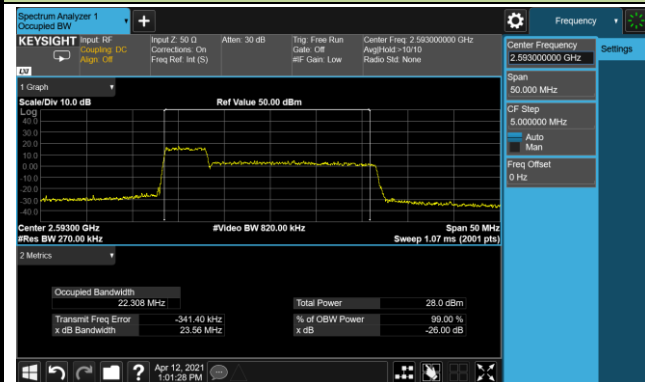 Spectrum Analyzer 1
Occupied BW
+
Frequency
KEYSIGHT
Input: RF
Coupling: DC
Align: Off
Input Z: 50 Ω
Corrections: On
Freq Ref: Int (S)
Atten: 30 dB
Trig: Free Run
Gate: Off
#IF Gain: Low
Center Freq: 2.593000000 GHz
Avg|Hold:>10/10
Radio Std: None
LXI
Center Frequency
2.593000000 GHz
Settings
Span
50.000 MHz
CF Step
5.000000 MHz
Auto
Man
Freq Offset
0 Hz
1 Graph
Scale/Div 10.0 dB
Ref Value 50.00 dBm
Log
40.0
30.0
20.0
10.0
0.00
-10.0
-20.0
-30.0
-40.0
Center 2.59300 GHz
#Video BW 820.00 kHz
Span 50 MHz
#Res BW 270.00 kHz
Sweep 1.07 ms (2001 pts)
2 Metrics
Occupied Bandwidth
22.308 MHz
Total Power
28.0 dBm
Transmit Freq Error
-341.40 kHz
% of OBW Power
99.00 %
x dB Bandwidth
23.56 MHz
x dB
-26.00 dB
?
Apr 12, 2021
1:01:28 PM